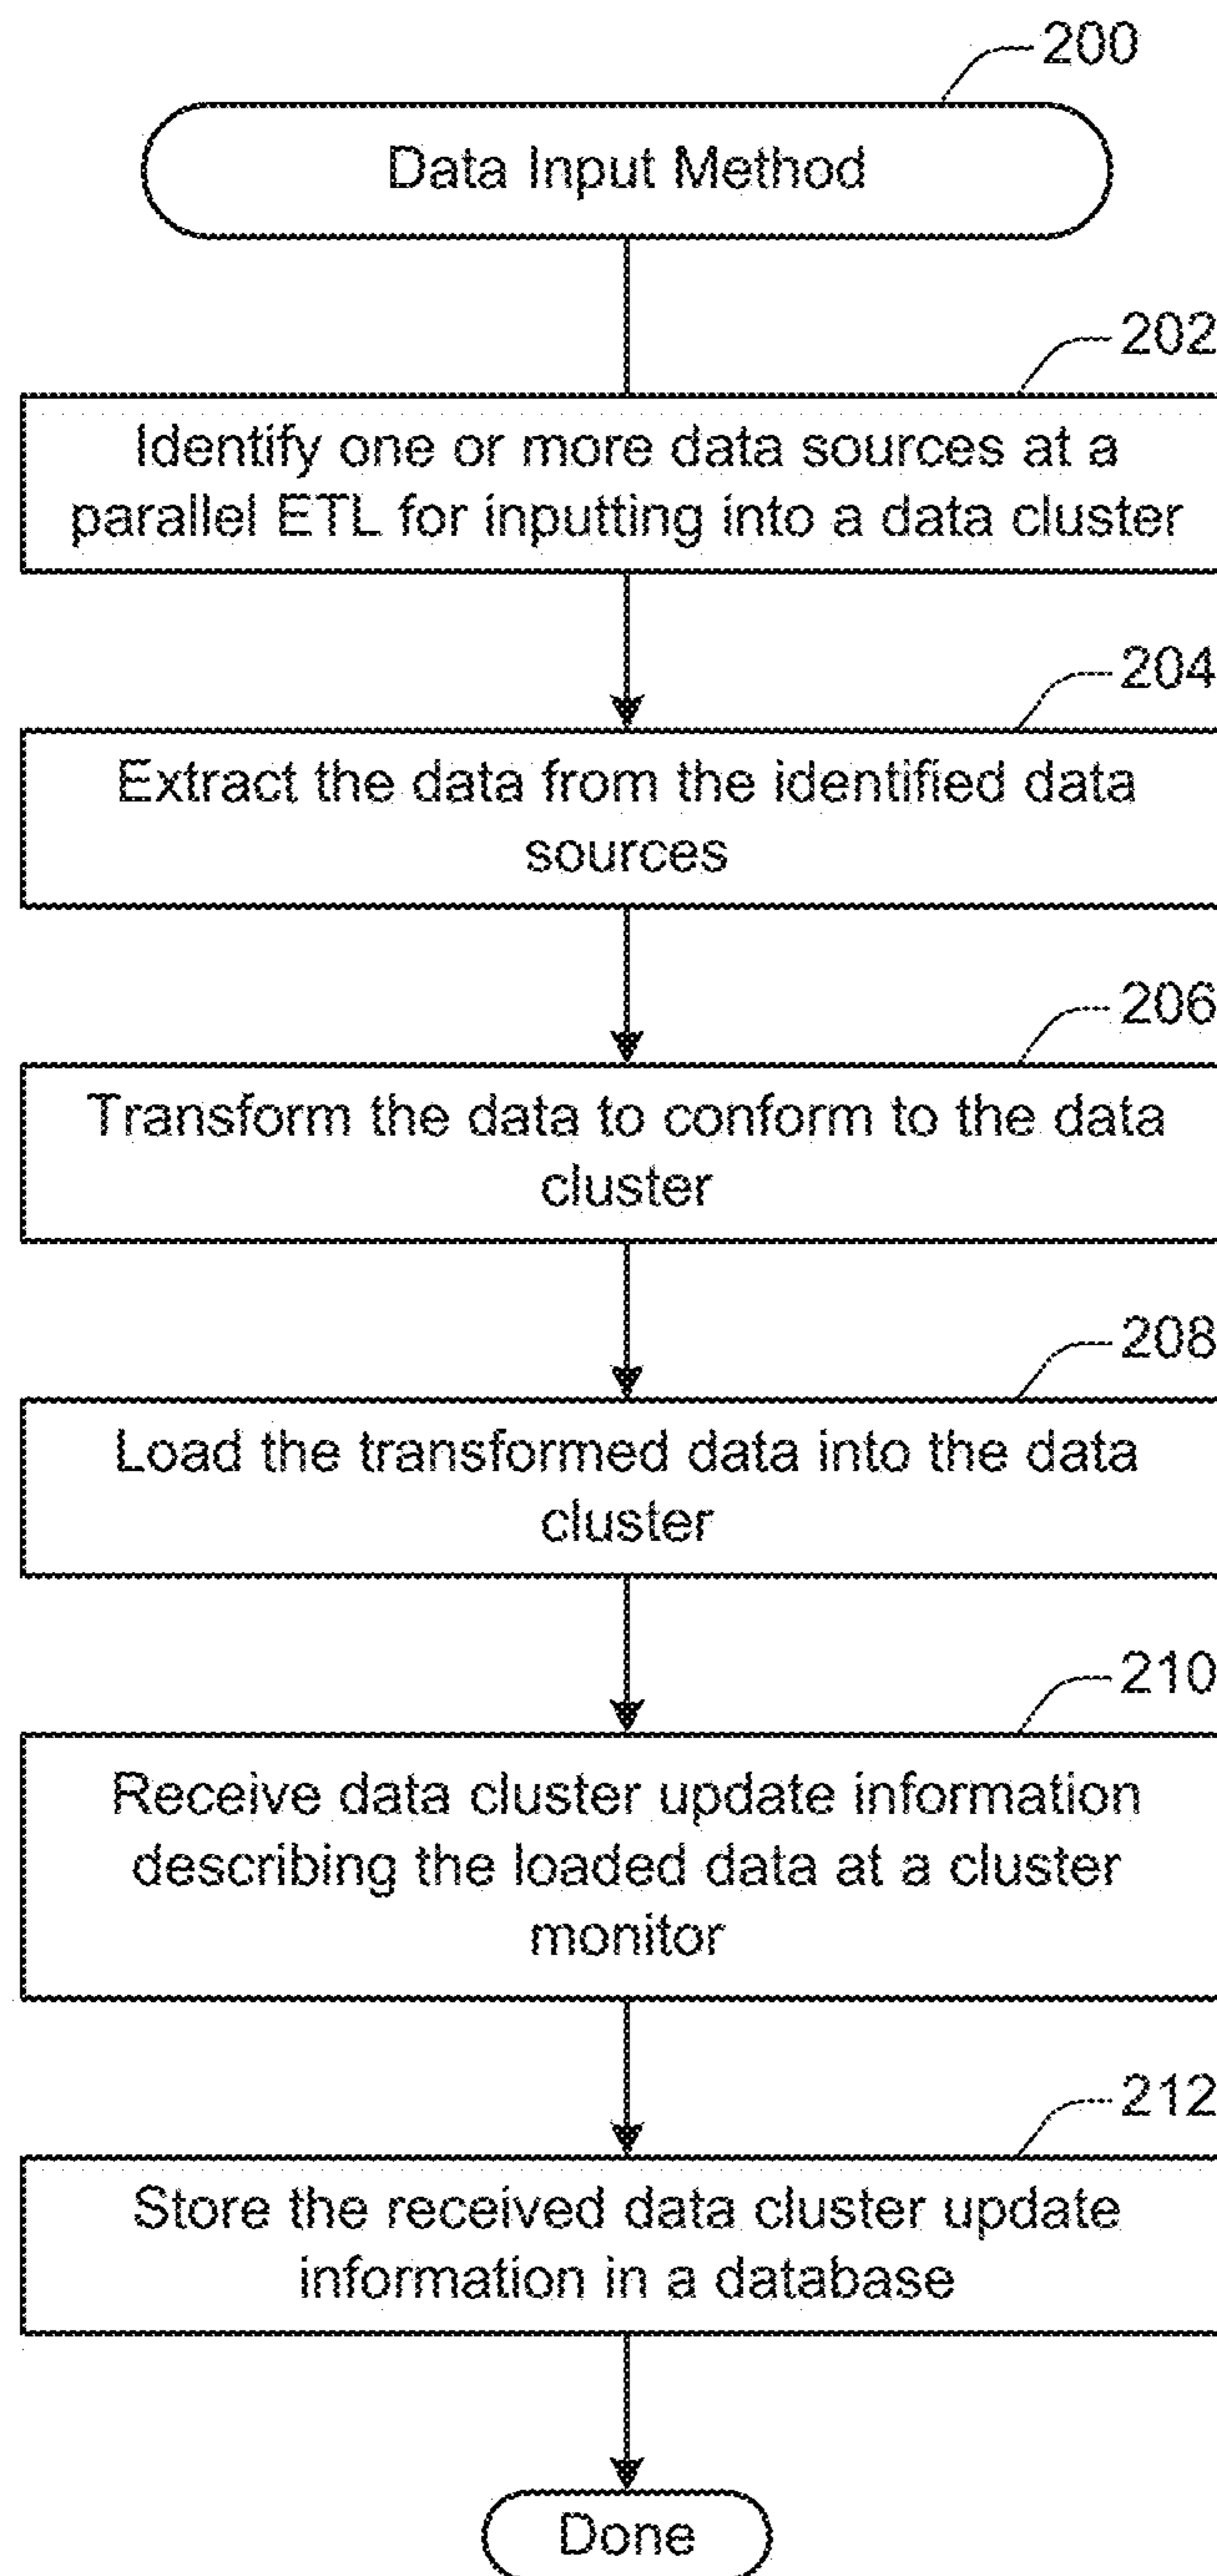 200
Data Input Method
202
Identify one or more data sources at a
parallel ETL for inputting into a data cluster
204
Extract the data from the identified data
sources
206
Transform the data to conform to the data
cluster
208
Load the transformed data into the data
cluster
210
Receive data cluster update information
describing the loaded data at a cluster
monitor
212
Store the received data cluster update
information in a database
Done